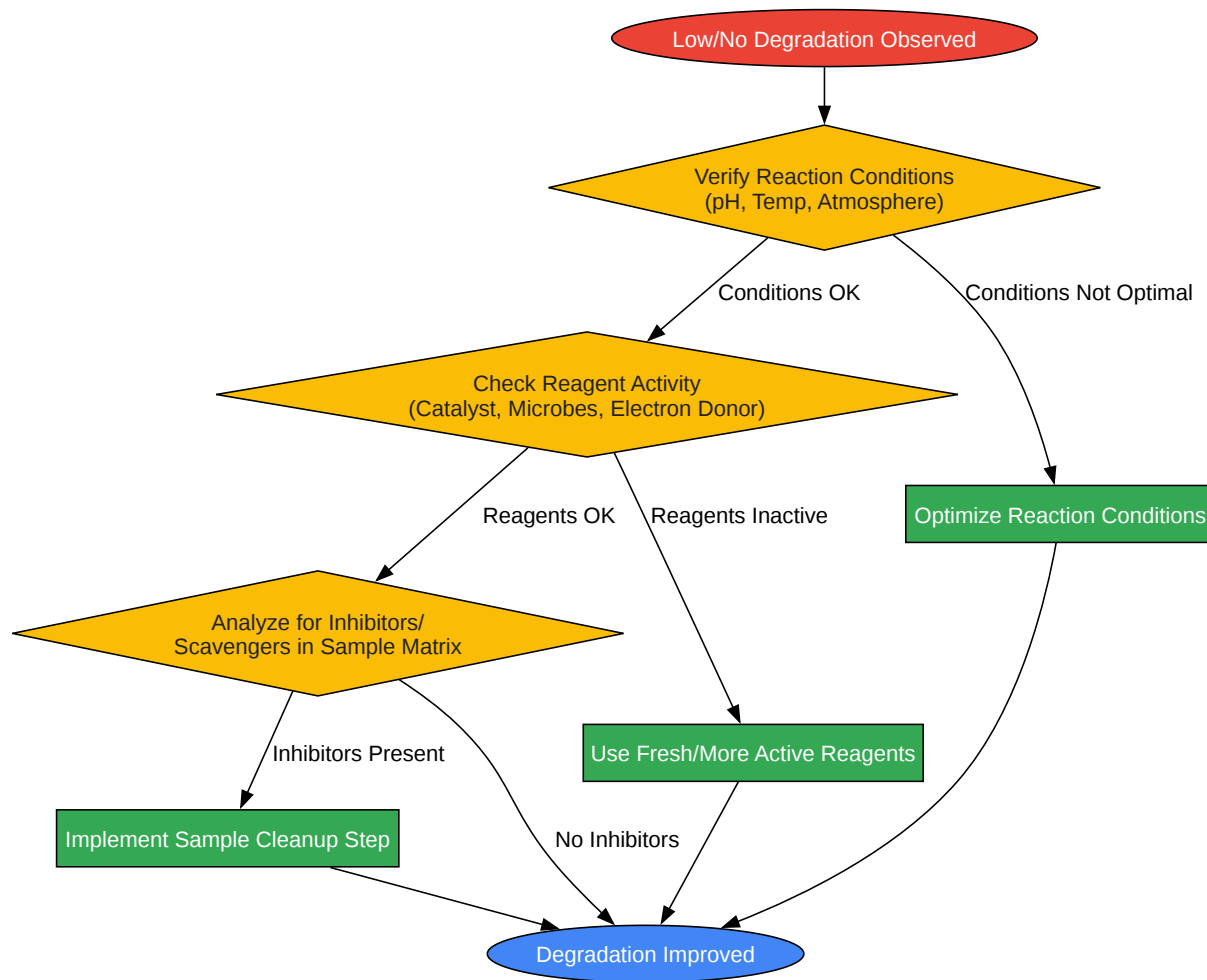 Low/No Degradation Observed
Verify Reaction Conditions
(pH, Temp, Atmosphere)
Conditions OK
Conditions Not Optimal
Check Reagent Activity
(Catalyst, Microbes, Electron Donor)
Reagents OK
Reagents Inactive
Optimize Reaction Conditions
Analyze for Inhibitors/
Scavengers in Sample Matrix
Inhibitors Present
Use Fresh/More Active Reagents
Implement Sample Cleanup Step
No Inhibitors
Degradation Improved